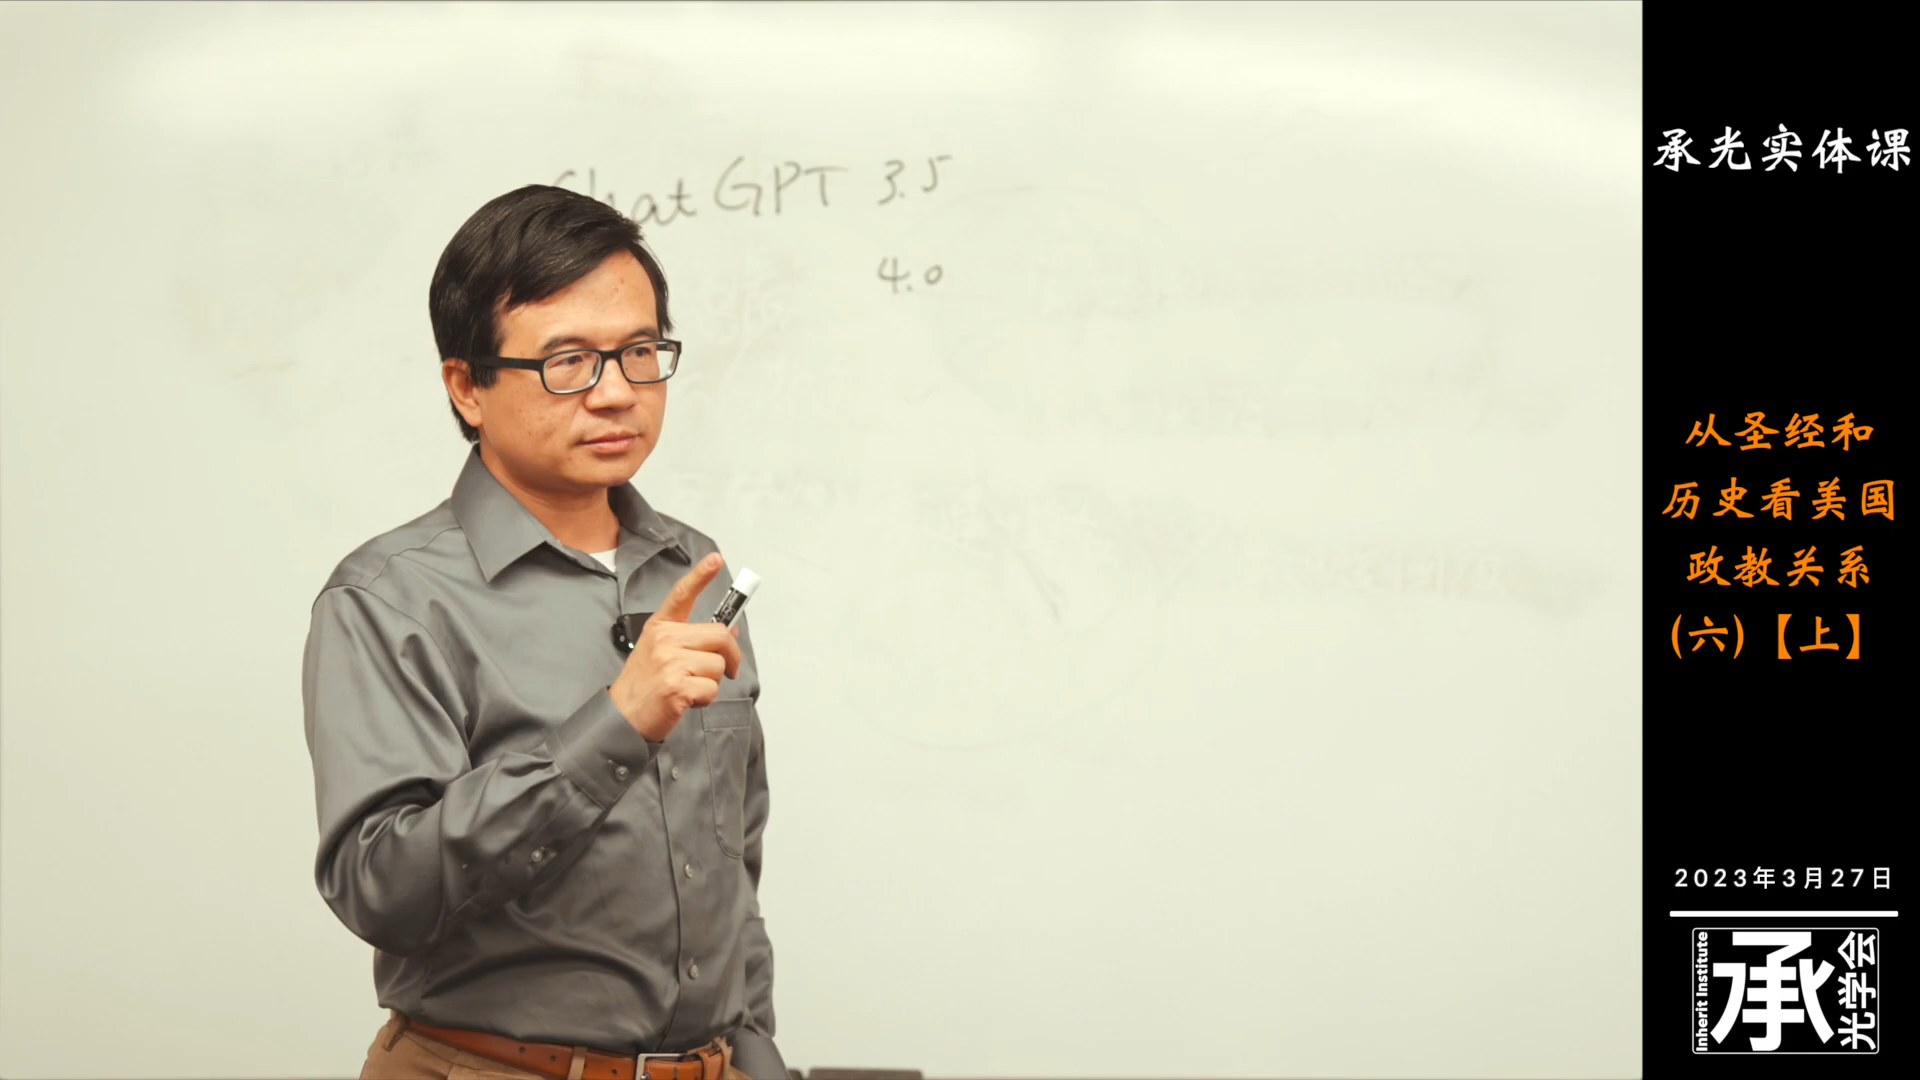 Chat GPT 3.5
4.0
承光实体课
从圣经和
历史看美国
政教关系
(六)【上】
2023年3月27日
Inherit Institute
承
光学会